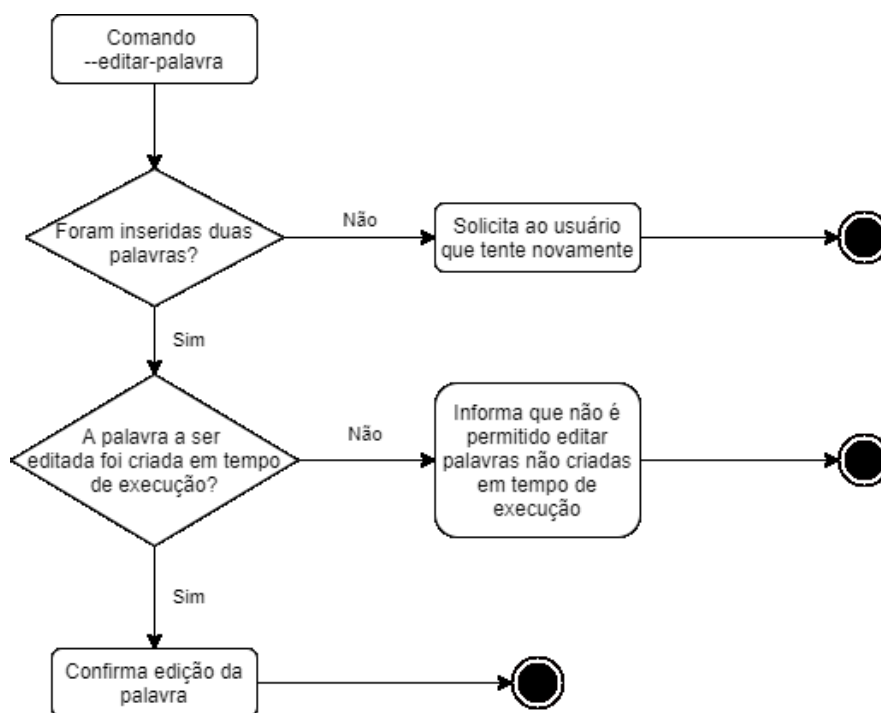 Comando
--editar-palavra
Foram inseridas duas
palavras?
Não
Solicita ao usuário
que tente novamente
Sim
A palavra a ser
editada foi criada em tempo
de execução?
Não
Informa que não é
permitido editar
palavras não criadas
em tempo de
execução
Sim
Confirma edição da
palavra